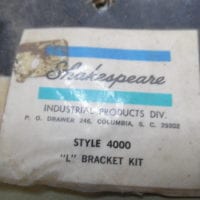 Shakespeare
INDUSTRIAL PRODUCTS DIV.
P. O. DRAWER 246, COLUMBIA, S. C. 29202
STYLE 4000
"L" BRACKET KIT